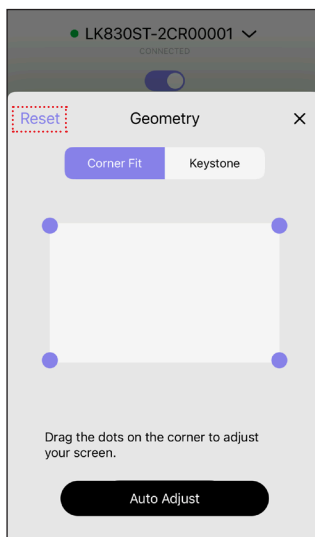 LK830ST-2CR00001
CONNECTED
Reset Geometry
Corner Fit Keystone
Drag the dots on the corner to adjust
your screen.
Auto Adjust